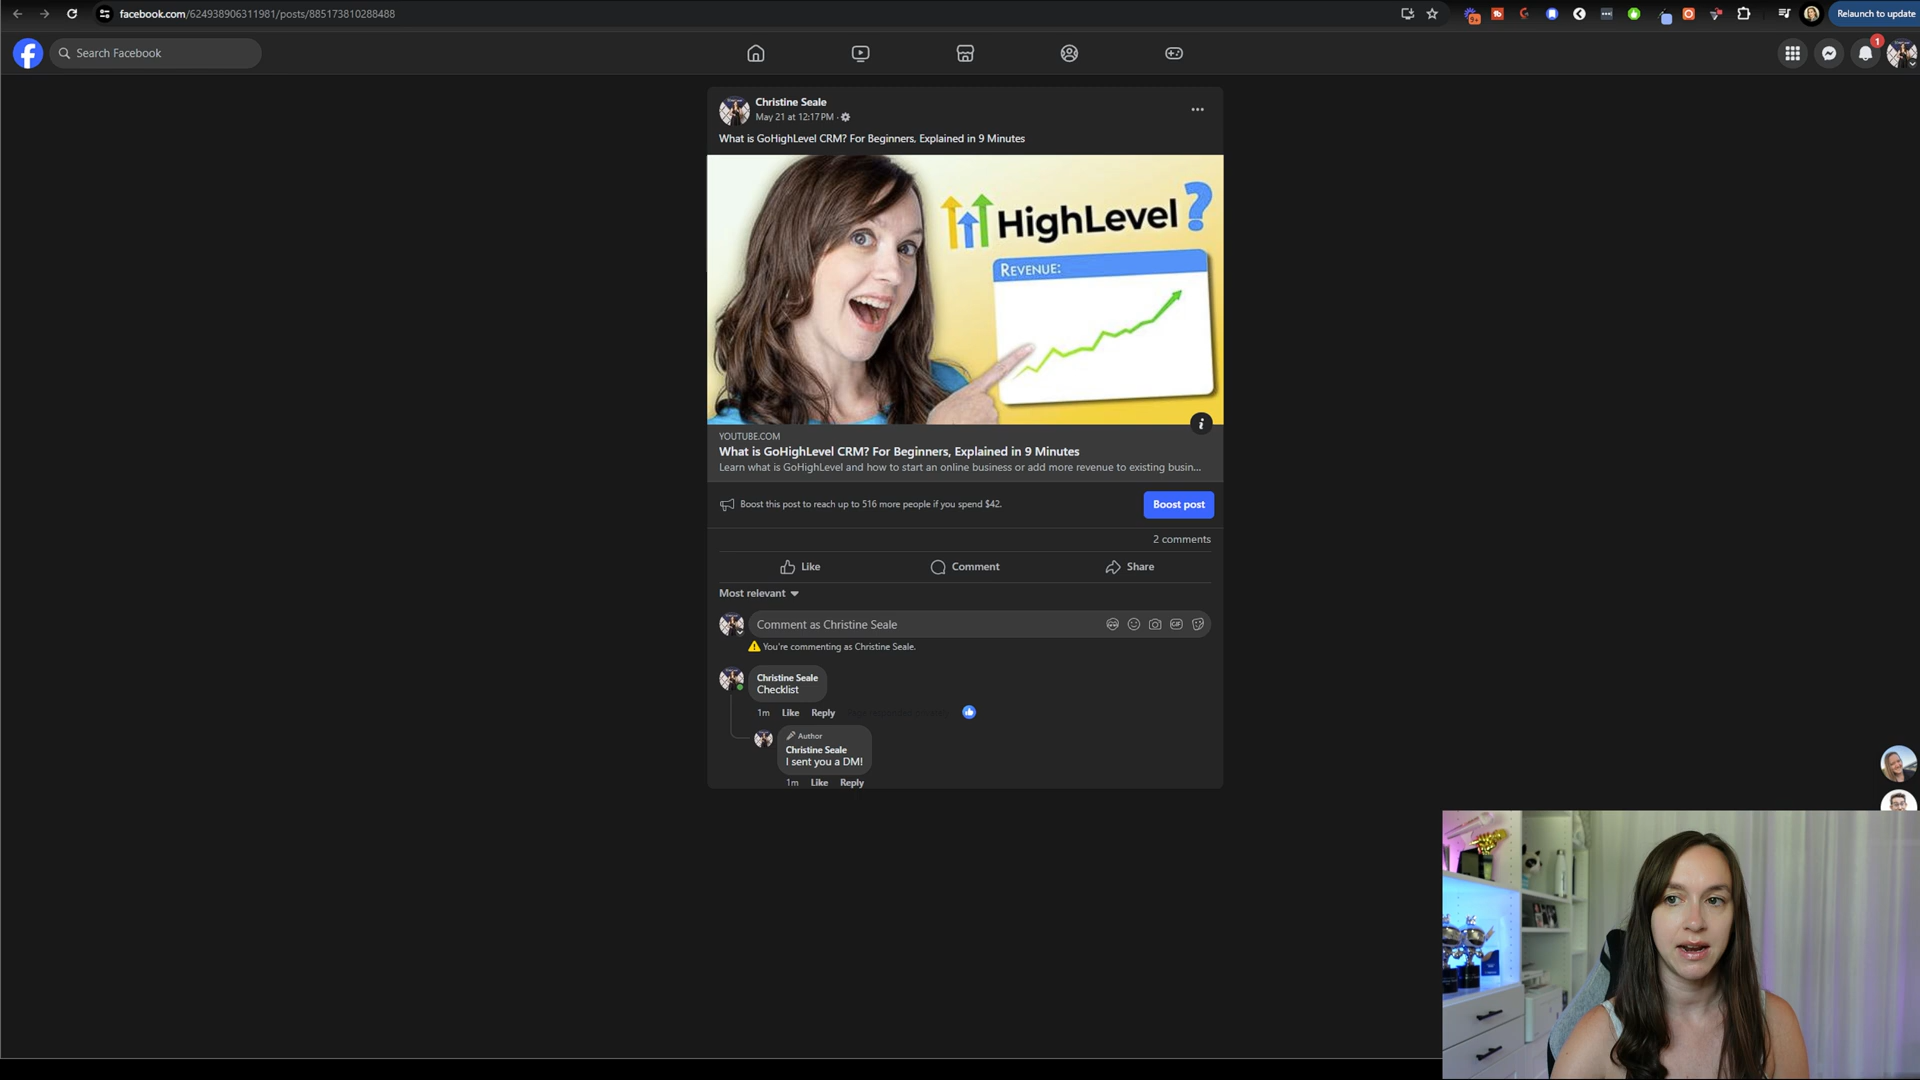 facebook.com/624938906311981/posts/885173810288488
9+
Relaunch to update
Search Facebook
1
Christine Seale
May 21 at 12:17 PM ·
What is GoHighLevel CRM? For Beginners, Explained in 9 Minutes
HighLevel?
REVENUE:
i
YOUTUBE.COM
What is GoHighLevel CRM? For Beginners, Explained in 9 Minutes
Learn what is GoHighLevel and how to start an online business or add more revenue to existing busin...
Boost this post to reach up to 516 more people if you spend $42.
Boost post
2 comments
Like
Comment
Share
Most relevant
Comment as Christine Seale
GIF
You're commenting as Christine Seale.
Christine Seale
Checklist
1m Like Reply
Author
Christine Seale
I sent you a DM!
1m Like Reply